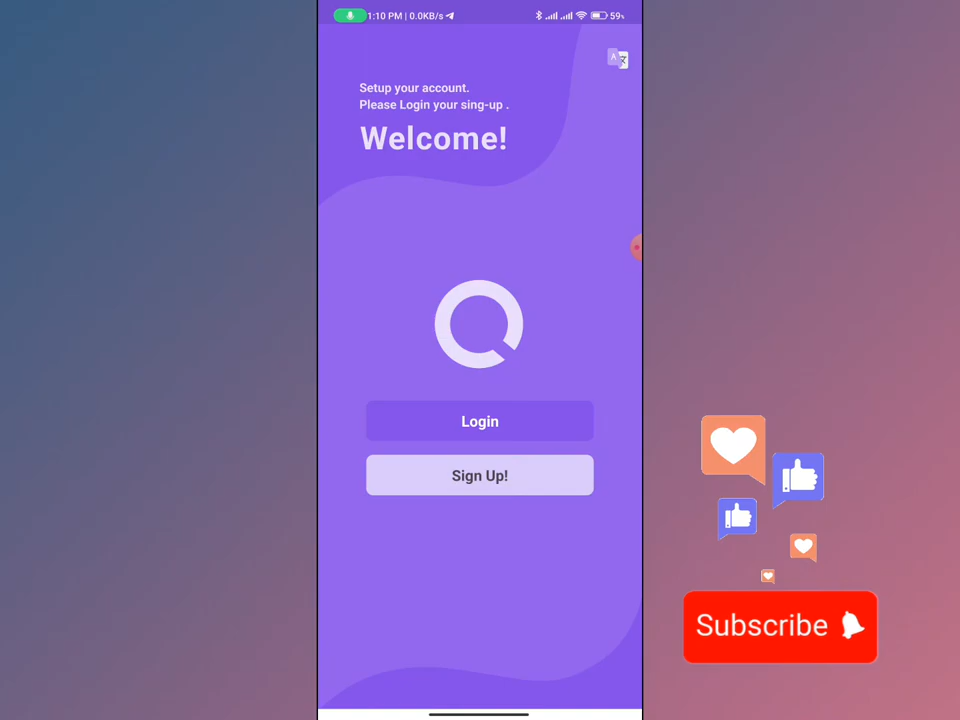 1:10 PM | 0.0KB/s
59%
Setup your account.
Please Login your sing-up .
Welcome!
Login
Sign Up!
Subscribe